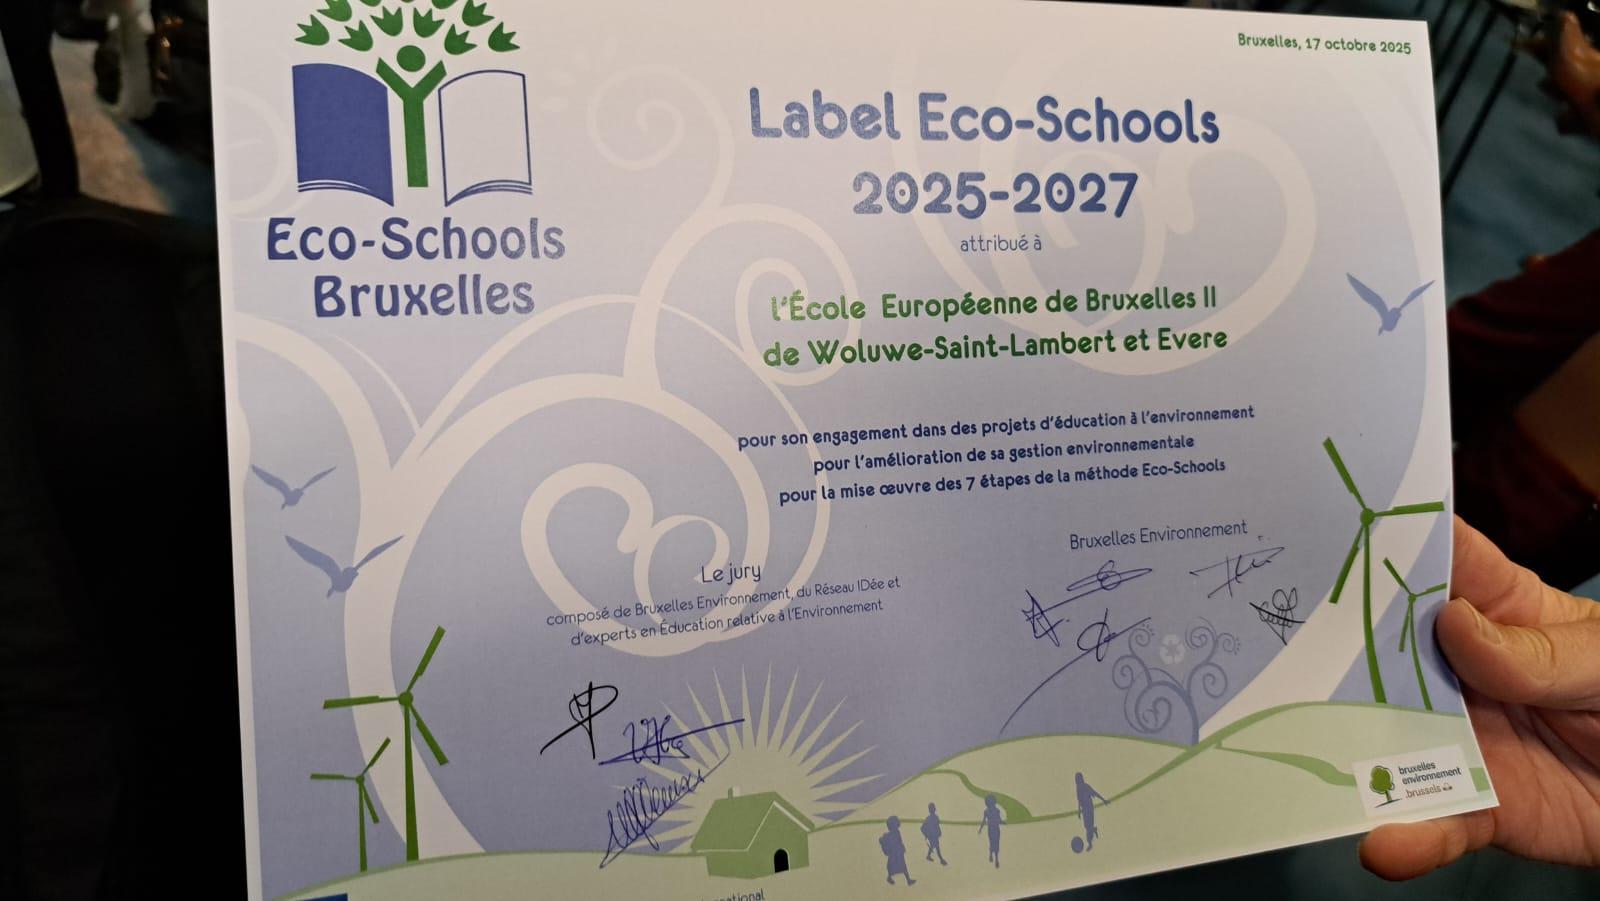 Bruxelles, 17 octobre 2025
Eco-Schools
Bruxelles
Label Eco-Schools
2025-2027
attribué à
l'École Européenne de Bruxelles II
de Woluwe-Saint-Lambert et Evere
pour son engagement dans des projets d'éducation à l'environnement
pour l'amélioration de sa gestion environnementale
pour la mise œuvre des 7 étapes de la méthode Eco-Schools
Le jury
composé de Bruxelles Environnement, du Réseau IDée et
d'experts en Éducation relative à l'Environnement
Bruxelles Environnement
bruxelles
environnement
.brussels